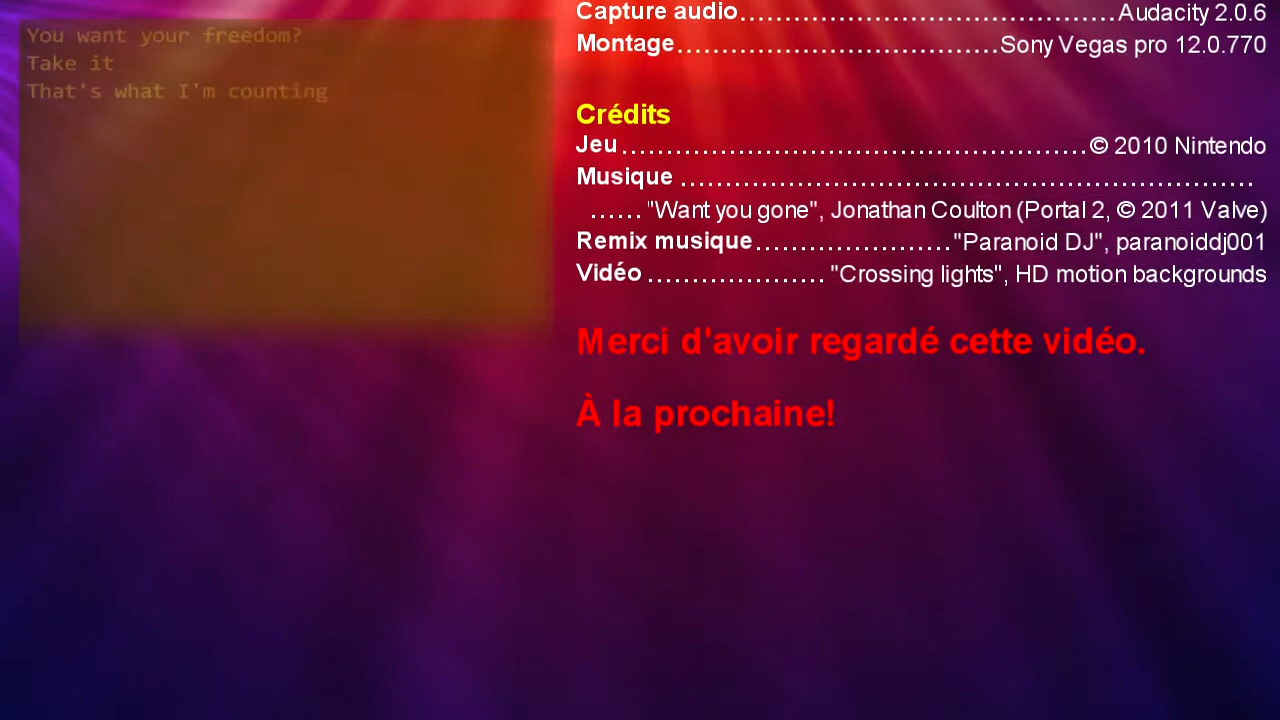 You want your freedom?
Take it
That's what I'm counting
Capture audio..........................................Audacity 2.0.6
Montage....................................Sony Vegas pro 12.0.770
Crédits
Jeu....................................................© 2010 Nintendo
Musique ................................................................
...... "Want you gone", Jonathan Coulton (Portal 2, © 2011 Valve)
Remix musique......................"Paranoid DJ", paranoiddj001
Vidéo .................... "Crossing lights", HD motion backgrounds
Merci d'avoir regardé cette vidéo.
À la prochaine!